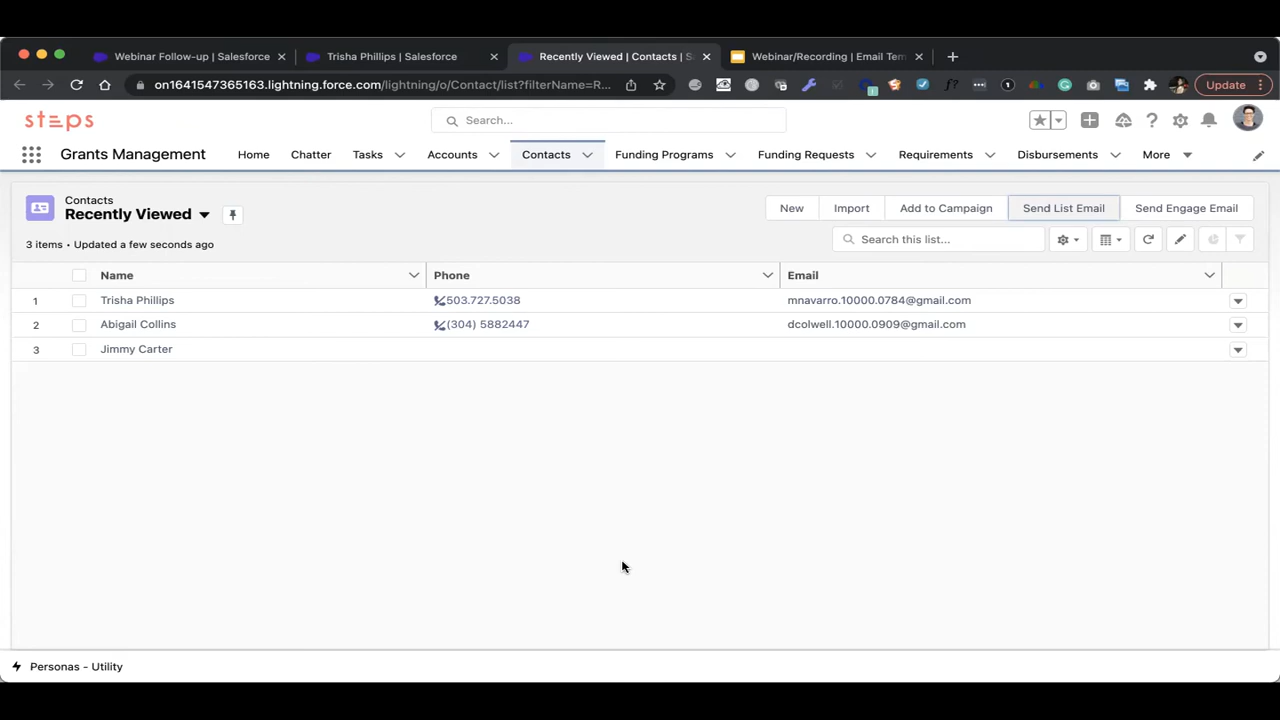 Webinar Follow-up | Salesforce
Trisha Phillips | Salesforce
Recently Viewed | Contacts | S
Webinar/Recording | Email Tem
on1641547365163.lightning.force.com/lightning/o/Contact/list?filterName=R...
Update
steps
Search...
Grants Management
Home
Chatter
Tasks
Accounts
Contacts
Funding Programs
Funding Requests
Requirements
Disbursements
More
Contacts
Recently Viewed
New
Import
Add to Campaign
Send List Email
Send Engage Email
3 items • Updated a few seconds ago
Search this list...
Name
Phone
Email
1
Trisha Phillips
503.727.5038
mnavarro.10000.0784@gmail.com
2
Abigail Collins
(304) 5882447
dcolwell.10000.0909@gmail.com
3
Jimmy Carter
Personas - Utility